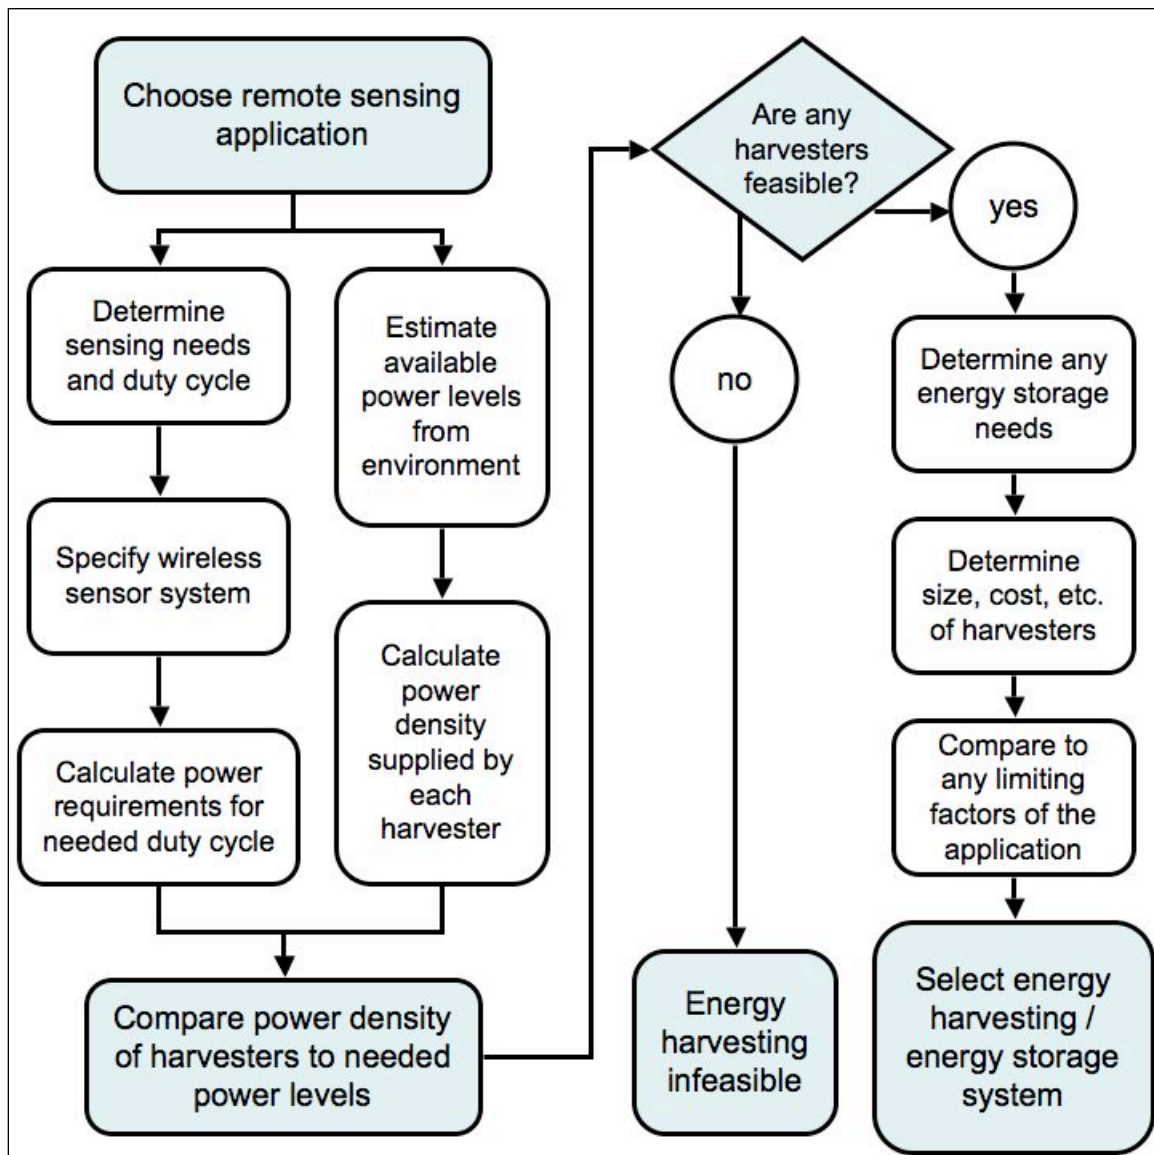 Choose remote sensing
application
Determine
sensing needs
and duty cycle
Specify wireless
sensor system
Calculate power
requirements for
needed duty cycle
Estimate
available
power levels
from
environment
Calculate
power
density
supplied by
each
harvester
Compare power density
of harvesters to needed
power levels
Are any
harvesters
feasible?
no
Energy
harvesting
infeasible
yes
Determine any
energy storage
needs
Determine
size, cost, etc.
of harvesters
Compare to
any limiting
factors of the
application
Select energy
harvesting /
energy storage
system